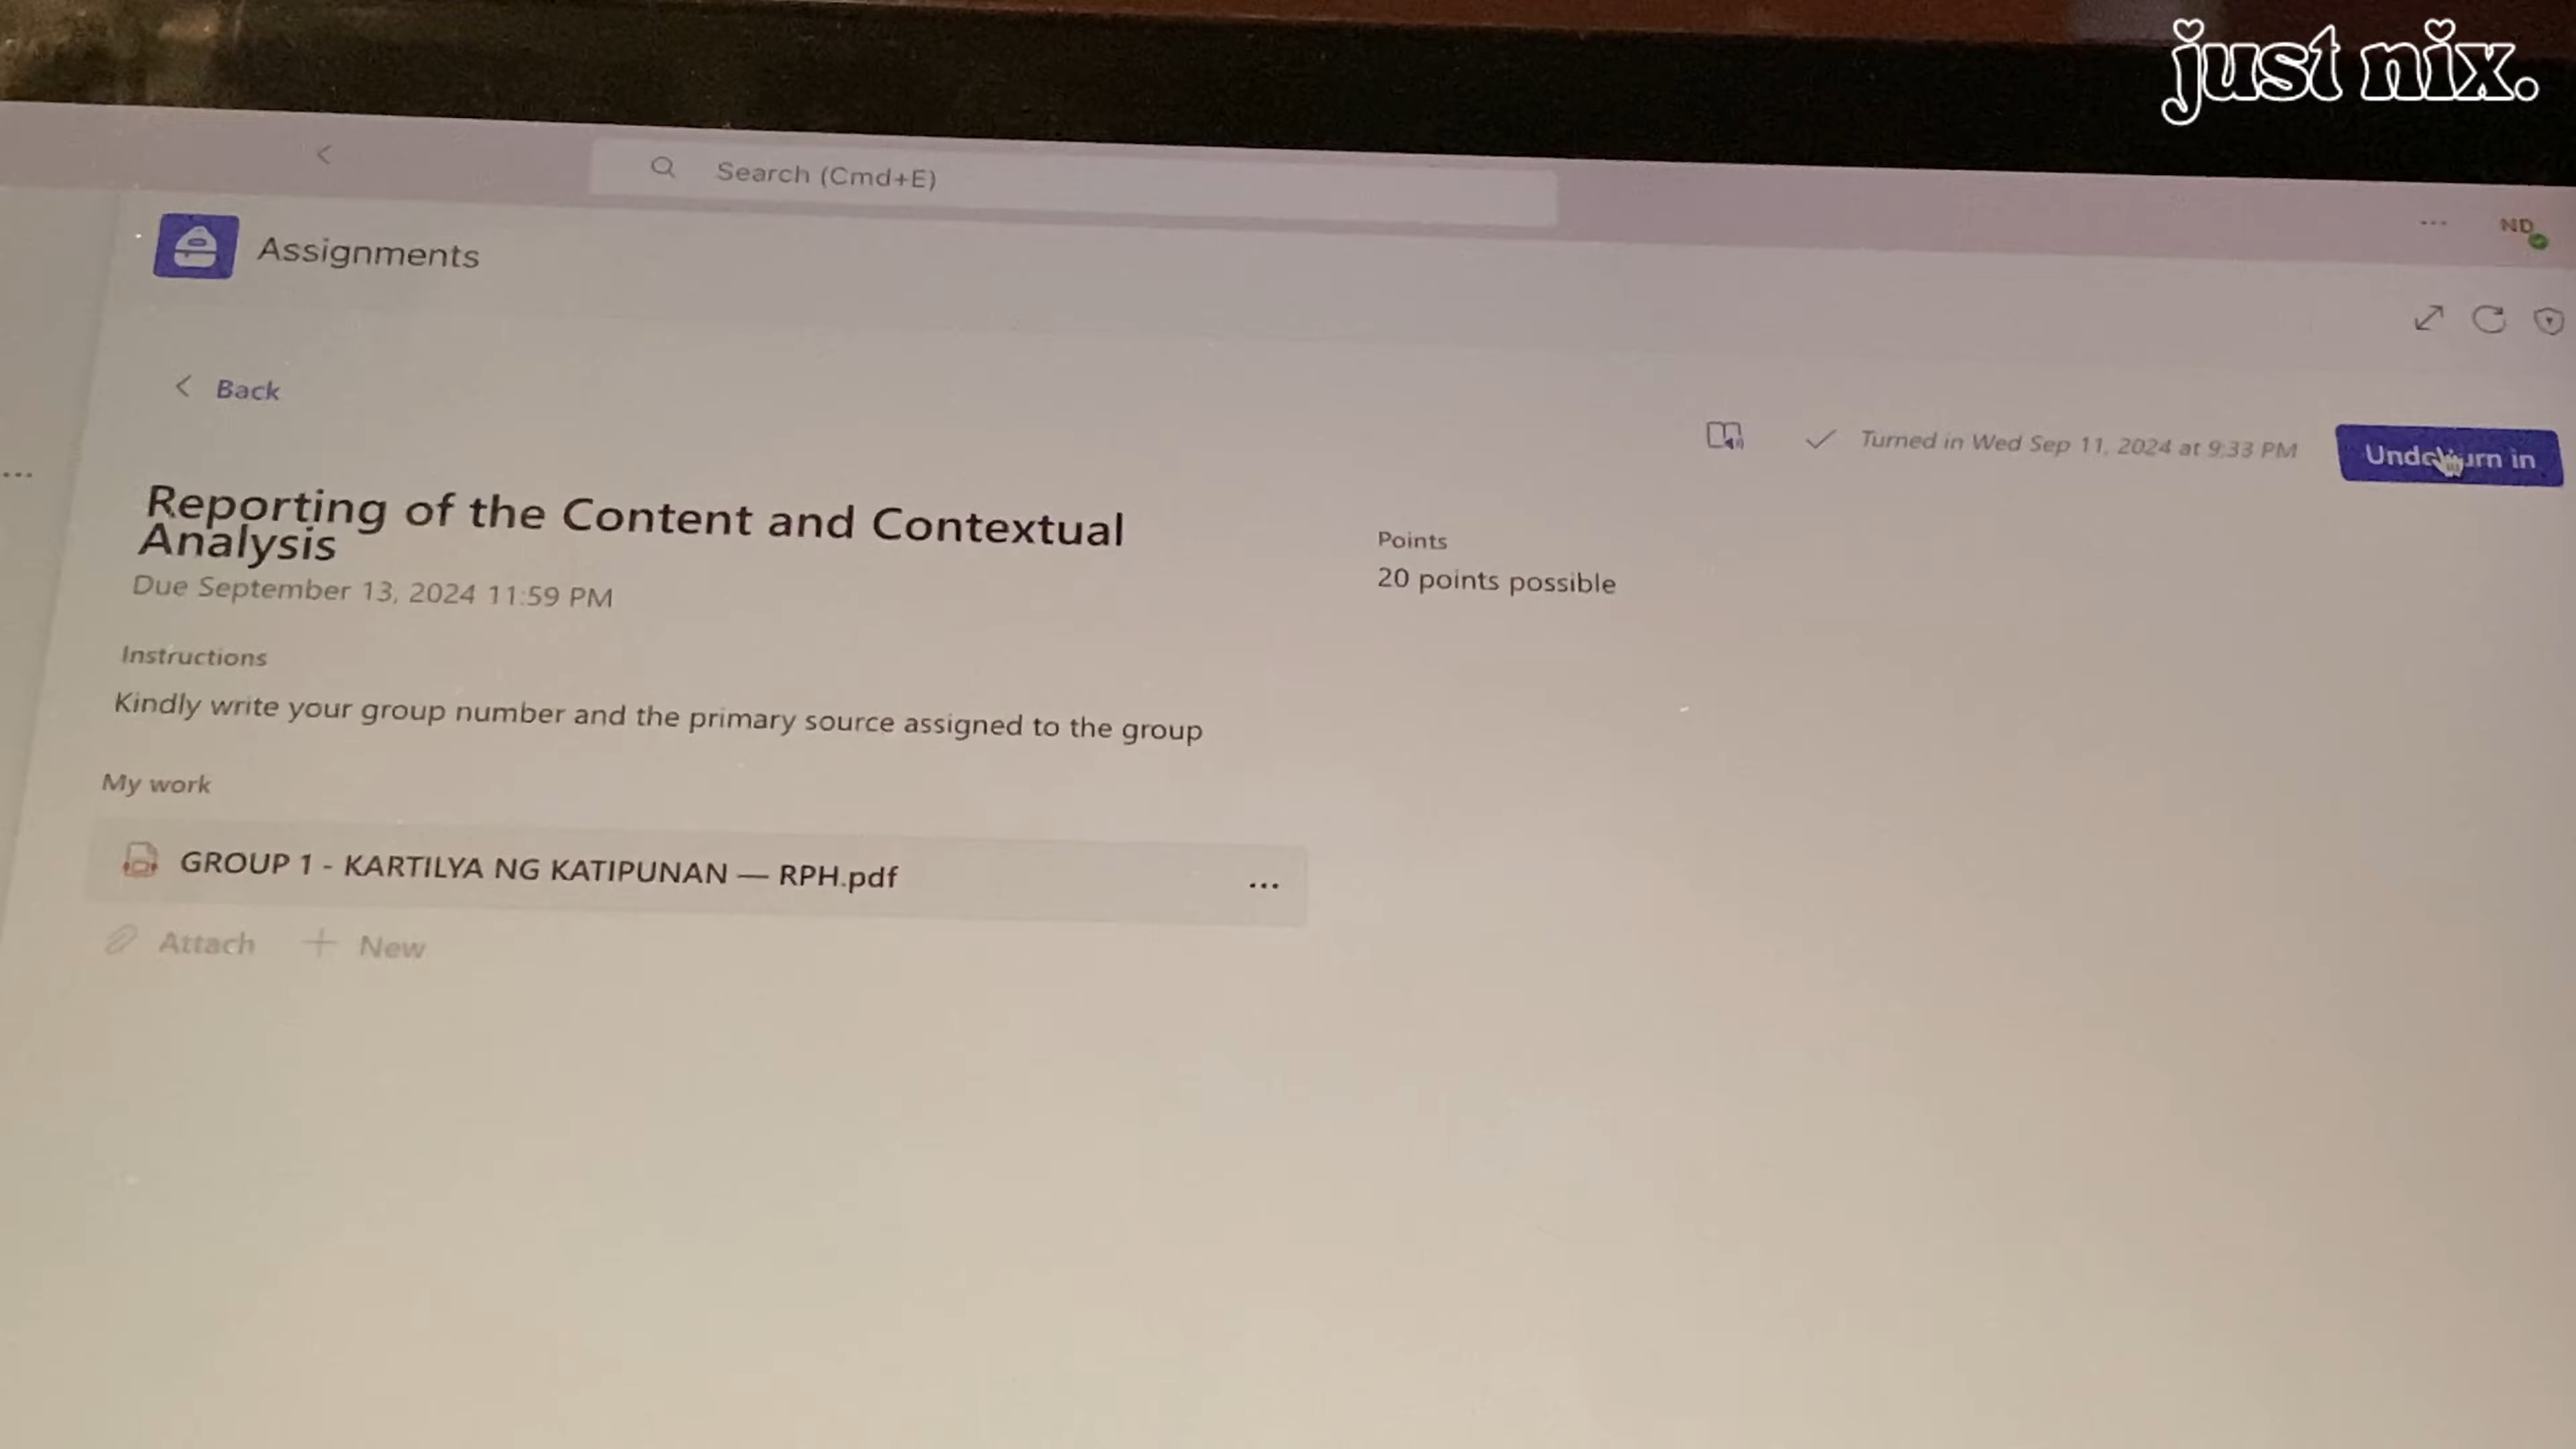 just nix.
Search (Cmd+E)
ND
Assignments
Back
Turned in Wed Sep 11, 2024 at 9:33 PM
Undo turn in
Reporting of the Content and Contextual
Analysis
Due September 13, 2024 11:59 PM
Points
20 points possible
Instructions
Kindly write your group number and the primary source assigned to the group
My work
GROUP 1 - KARTILYA NG KATIPUNAN — RPH.pdf
Attach
New